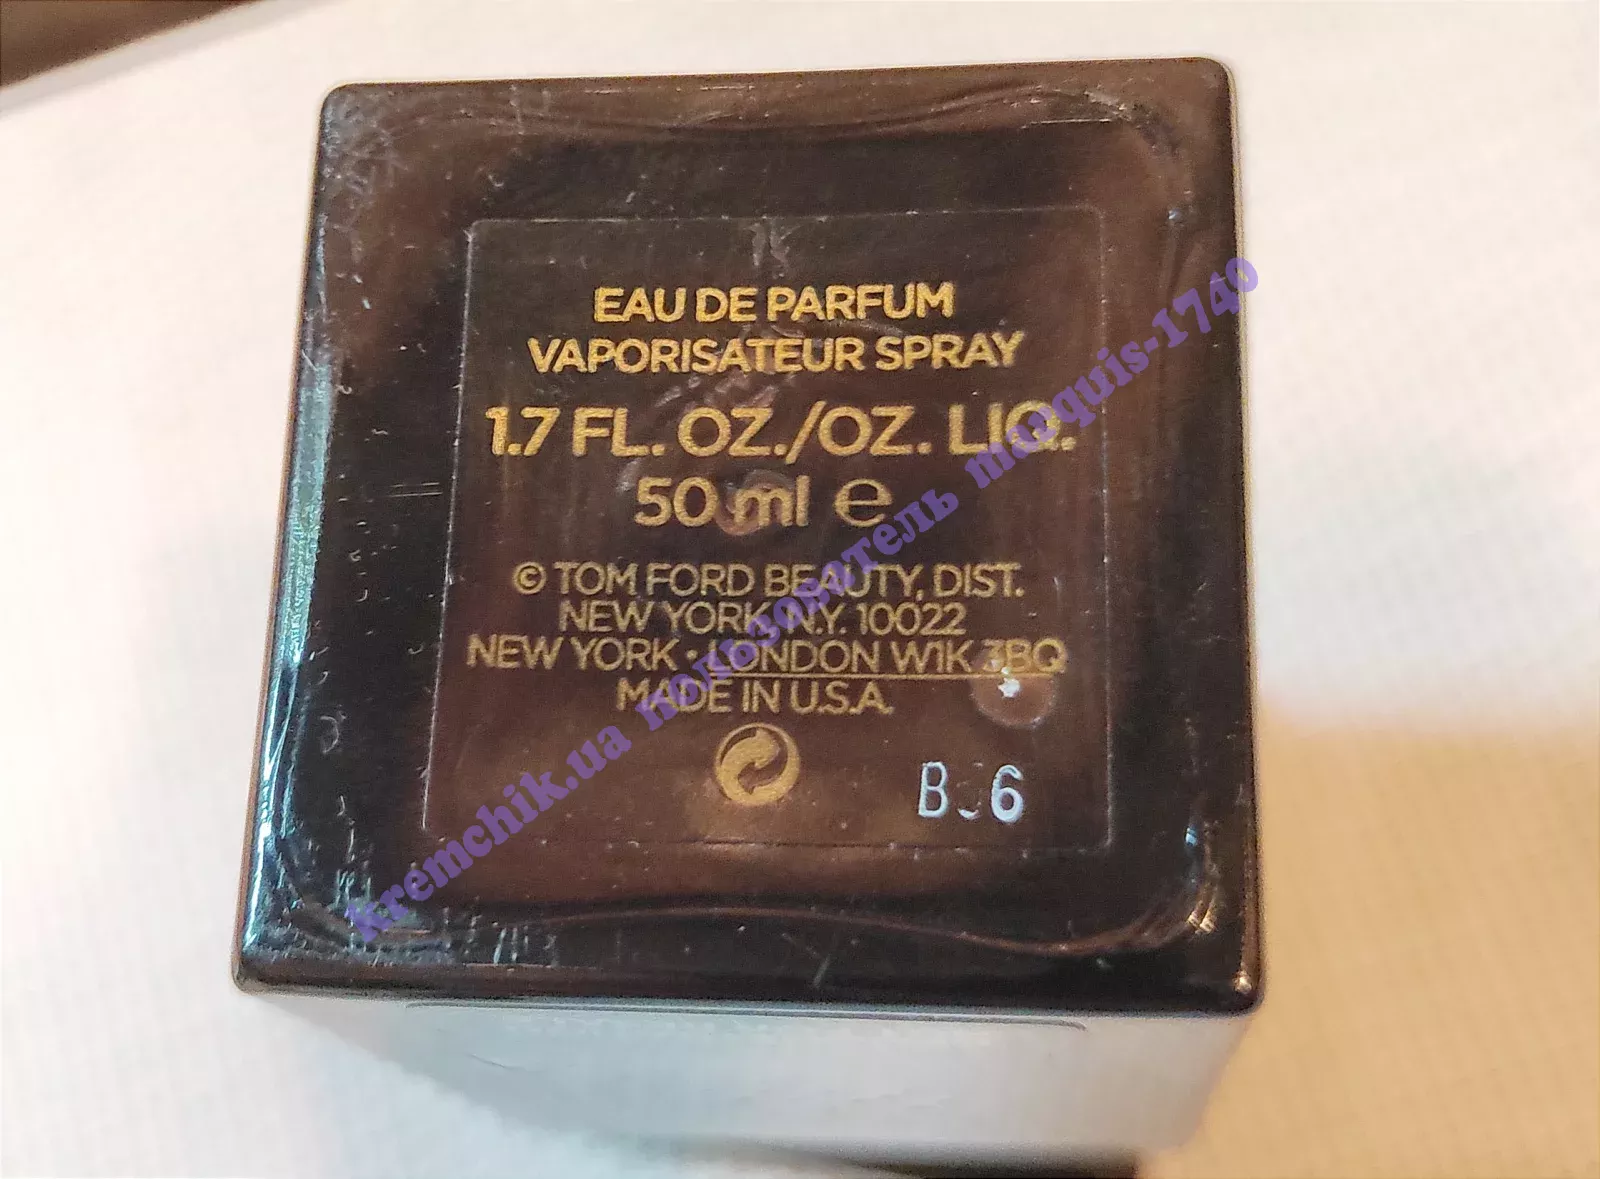 EAU DE PARFUM
VAPORISATEUR SPRAY
1.7 FL. OZ./OZ. LIQ.
50 ml e
© TOM FORD BEAUTY, DIST.
NEW YORK, N.Y. 10022
NEW YORK • LONDON W1K 3BQ
MADE IN U.S.A.
kremchik.ua пользователь marquis-1740